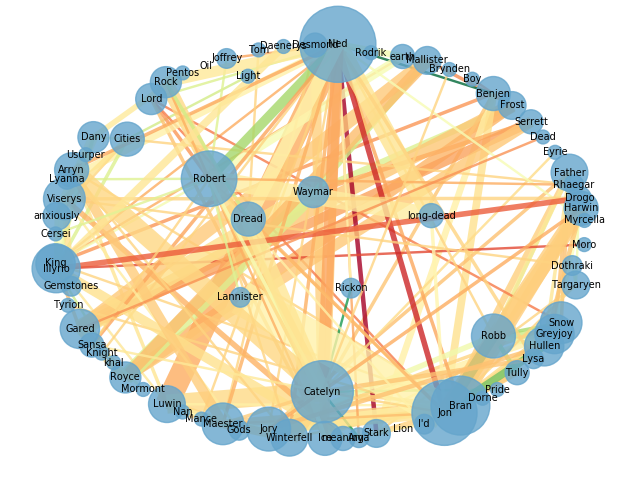 Ned
Desmond
Daenerys
Tom
Rodrik
Joffrey
earth
Mallister
Oil
Brynden
Pentos
Light
Boy
Rock
Benjen
Lord
Frost
Serrett
Dany
Cities
Dead
Usurper
Eyrie
Arryn
Father
Lyanna
Robert
Rhaegar
Waymar
Viserys
Drogo
Harwin
anxiously
Dread
long-dead
Myrcella
Cersei
Moro
King
Illyrio
Dothraki
Gemstones
Rickon
Targaryen
Lannister
Tyrion
Gared
Snow
Robb
Greyjoy
Sansa
Hullen
Knight
Lysa
khal
Tully
Royce
Mormont
Catelyn
Pride
Dorne
Luwin
Bran
Nan
Jon
Mance
Maester
I'd
Gods
Jory
Lion
Stark
Winterfell
Ice
meaning
Arya